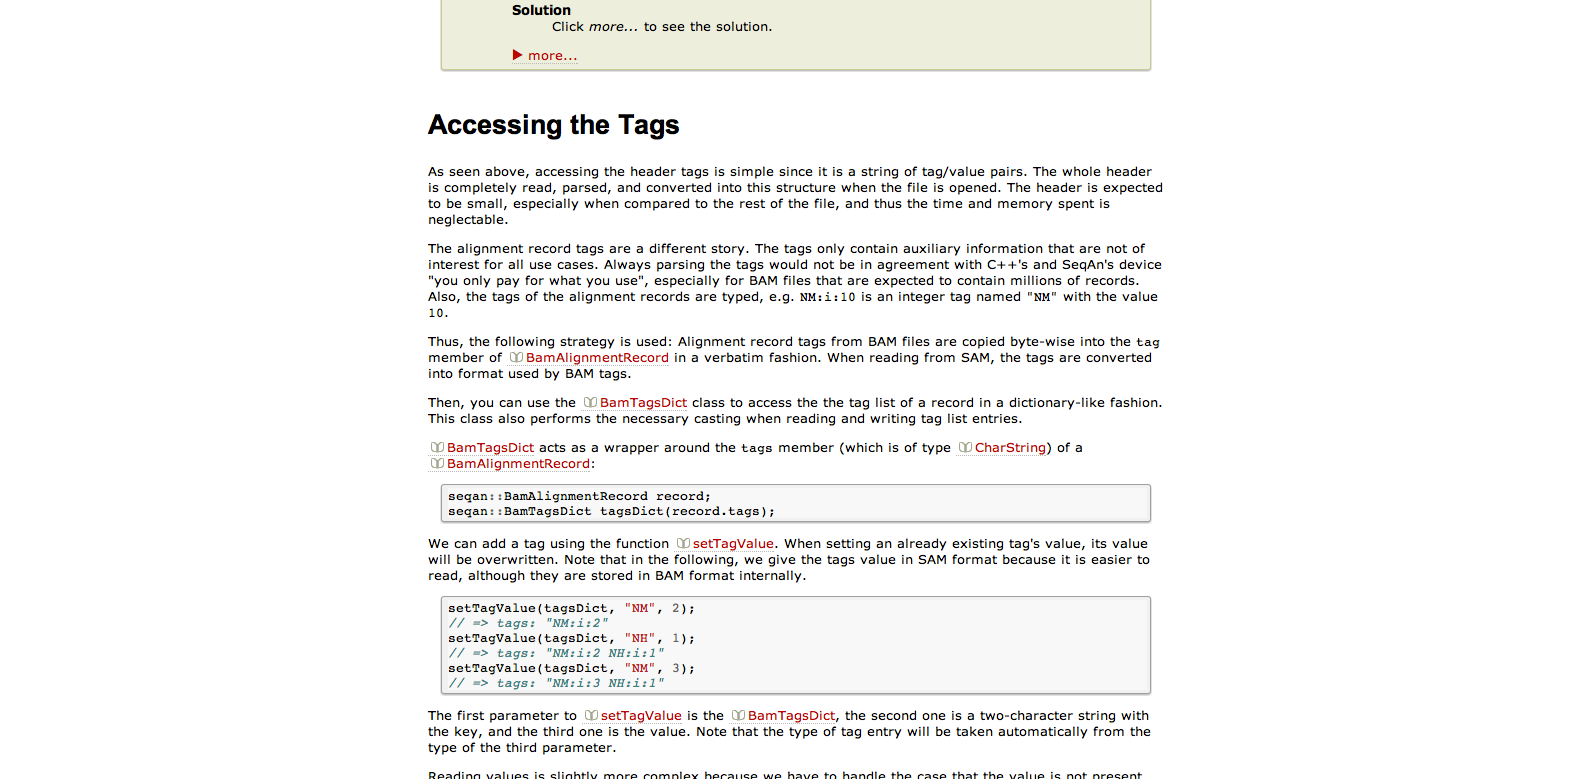 Solution
Click more... to see the solution.
more...
Accessing the Tags
As seen above, accessing the header tags is simple since it is a string of tag/value pairs. The whole header
is completely read, parsed, and converted into this structure when the file is opened. The header is expected
to be small, especially when compared to the rest of the file, and thus the time and memory spent is
neglectable.
The alignment record tags are a different story. The tags only contain auxiliary information that are not of
interest for all use cases. Always parsing the tags would not be in agreement with C++'s and SeqAn's device
"you only pay for what you use", especially for BAM files that are expected to contain millions of records.
Also, the tags of the alignment records are typed, e.g. NM:i:10 is an integer tag named "NM" with the value
10.
Thus, the following strategy is used: Alignment record tags from BAM files are copied byte-wise into the tag
member of BamAlignmentRecord in a verbatim fashion. When reading from SAM, the tags are converted
into format used by BAM tags.
Then, you can use the BamTagsDict class to access the the tag list of a record in a dictionary-like fashion.
This class also performs the necessary casting when reading and writing tag list entries.
BamTagsDict acts as a wrapper around the tags member (which is of type CharString) of a
BamAlignmentRecord:
seqan::BamAlignmentRecord record;
seqan::BamTagsDict tagsDict(record.tags);
We can add a tag using the function setTagValue. When setting an already existing tag's value, its value
will be overwritten. Note that in the following, we give the tags value in SAM format because it is easier to
read, although they are stored in BAM format internally.
setTagValue(tagsDict, "NM", 2);
// => tags: "NM:i:2"
setTagValue(tagsDict, "NH", 1);
// => tags: "NM:i:2 NH:i:1"
setTagValue(tagsDict, "NM", 3);
// => tags: "NM:i:3 NH:i:1"
The first parameter to setTagValue is the BamTagsDict, the second one is a two-character string with
the key, and the third one is the value. Note that the type of tag entry will be taken automatically from the
type of the third parameter.
Reading values is slightly more complex because we have to handle the case that the value is not present.